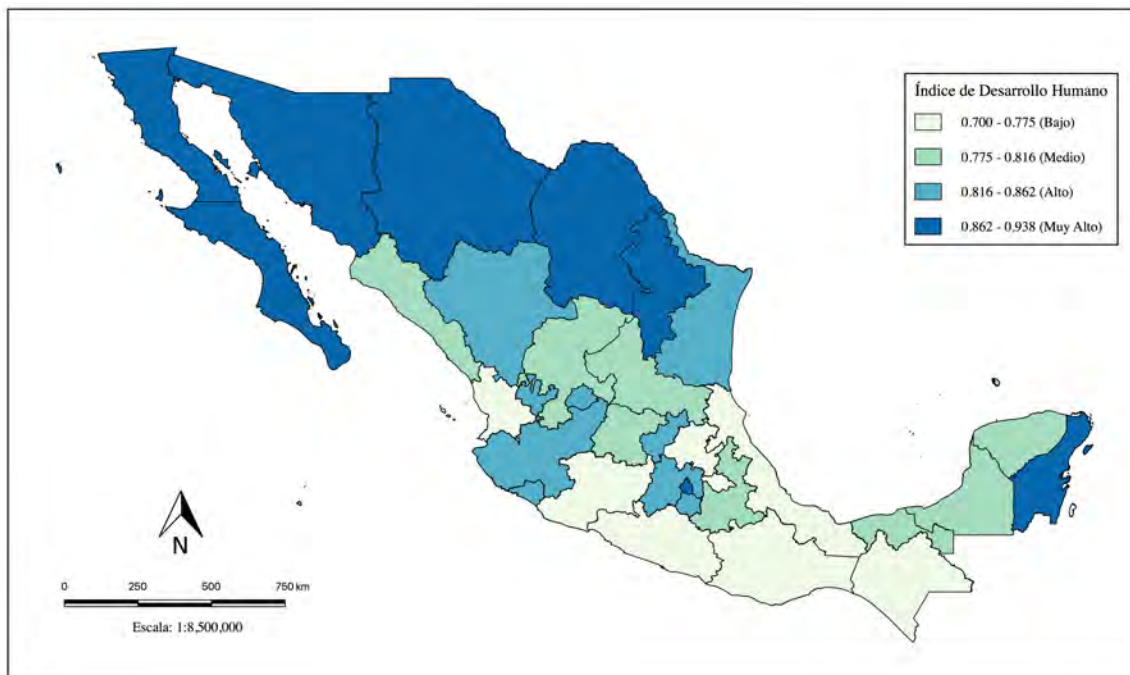 Índice de Desarrollo Humano
0.700 - 0.775 (Bajo)
0.775 - 0.816 (Medio)
0.816 - 0.862 (Alto)
0.862 - 0.938 (Muy Alto)
N
0 250 500 750 km
Escala: 1:8,500,000